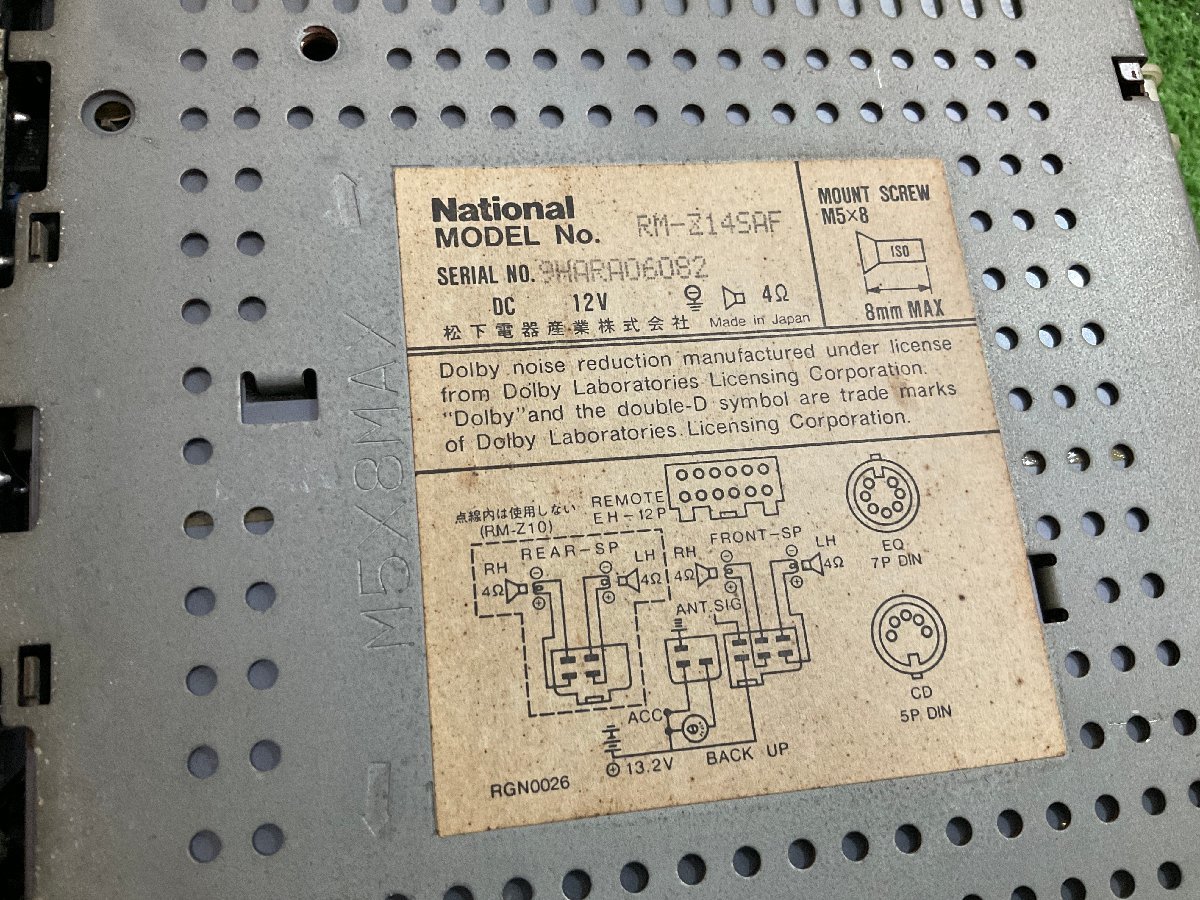 National
MODEL No. RM-Z14SAF
SERIAL NO. 9HARA06082
DC 12V 4Ω
松下電器産業株式会社 Made in Japan
MOUNT SCREW
M5×8
ISO
8mm MAX
Dolby noise reduction manufactured under license
from Dolby Laboratories Licensing Corporation.
"Dolby" and the double-D symbol are trade marks
of Dolby Laboratories Licensing Corporation.
点線内は使用しない
(RM-Z10)
REMOTE
EH-12P
REAR-SP
RH LH
4Ω 4Ω
FRONT-SP
RH LH
4Ω 4Ω
ANT.SIG
EQ
7P DIN
CD
5P DIN
ACC
13.2V
BACK UP
RGN0026
M5X8MAX